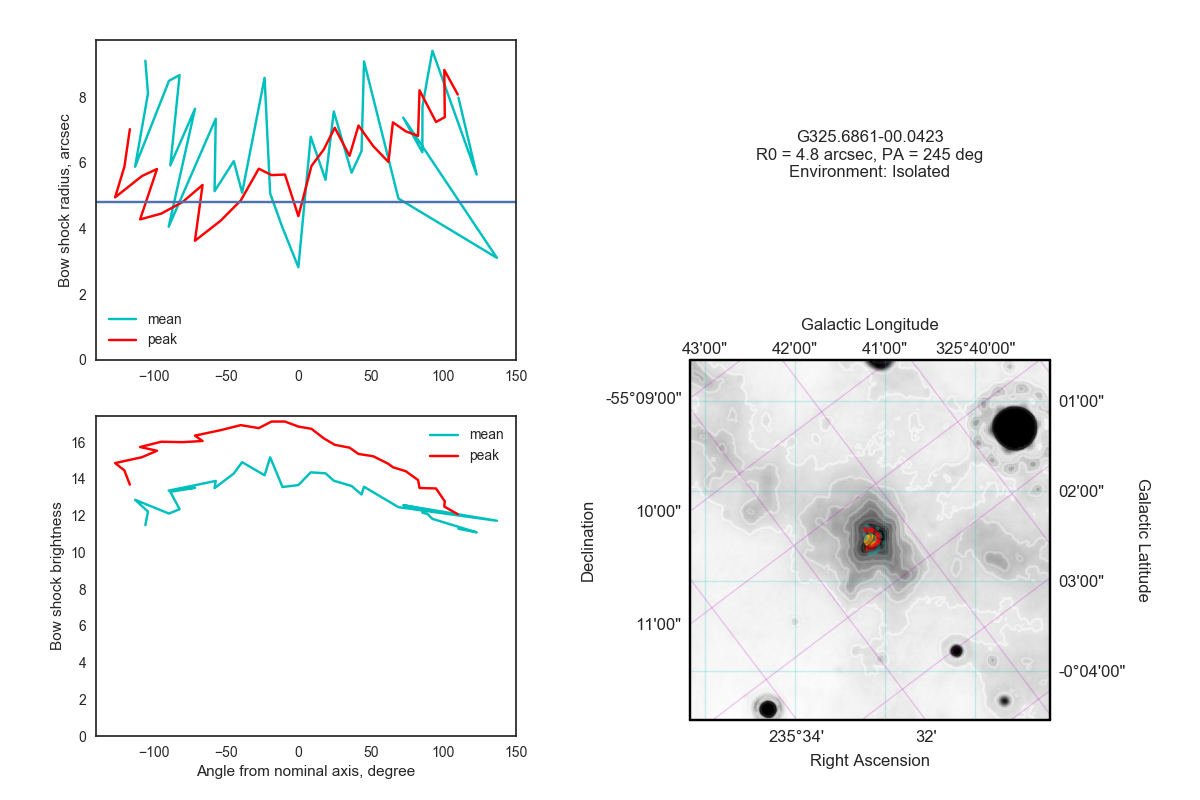 Bow shock radius, arcsec
8
6
4
2
0
mean
peak
−100
−50
0
50
100
150
Bow shock brightness
16
14
12
10
8
6
4
2
0
mean
peak
−100
−50
0
50
100
150
Angle from nominal axis, degree
G325.6861-00.0423
R0 = 4.8 arcsec, PA = 245 deg
Environment: Isolated
Galactic Longitude
43'00"
42'00"
41'00"
325°40'00"
-55°09'00"
10'00"
11'00"
Declination
01'00"
02'00"
03'00"
-0°04'00"
Galactic Latitude
235°34'
32'
Right Ascension